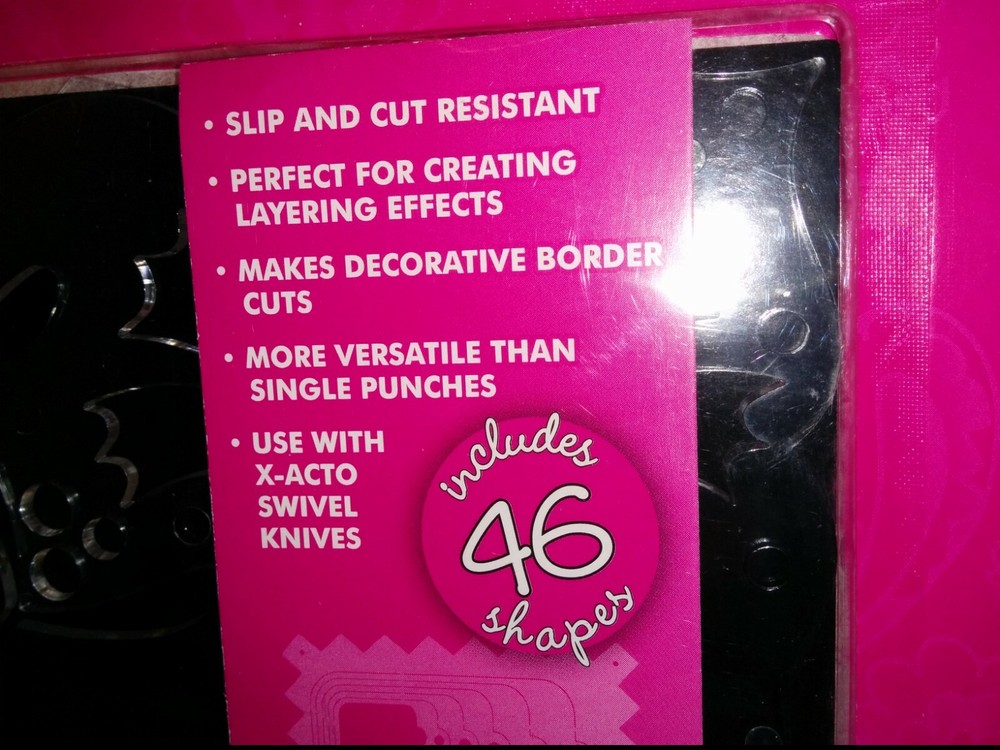 • SLIP AND CUT RESISTANT
• PERFECT FOR CREATING
LAYERING EFFECTS
• MAKES DECORATIVE BORDER
CUTS
• MORE VERSATILE THAN
SINGLE PUNCHES
• USE WITH
X-ACTO
SWIVEL
KNIVES
includes
46
shapes